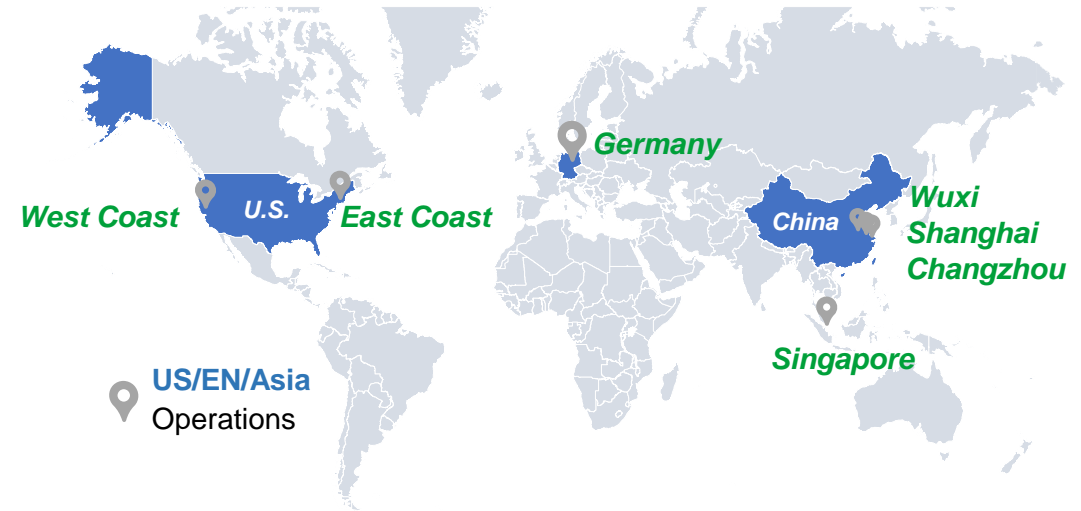 Germany
West Coast
U.S.
East Coast
China
Wuxi
Shanghai
Changzhou
Singapore
US/EN/Asia
Operations